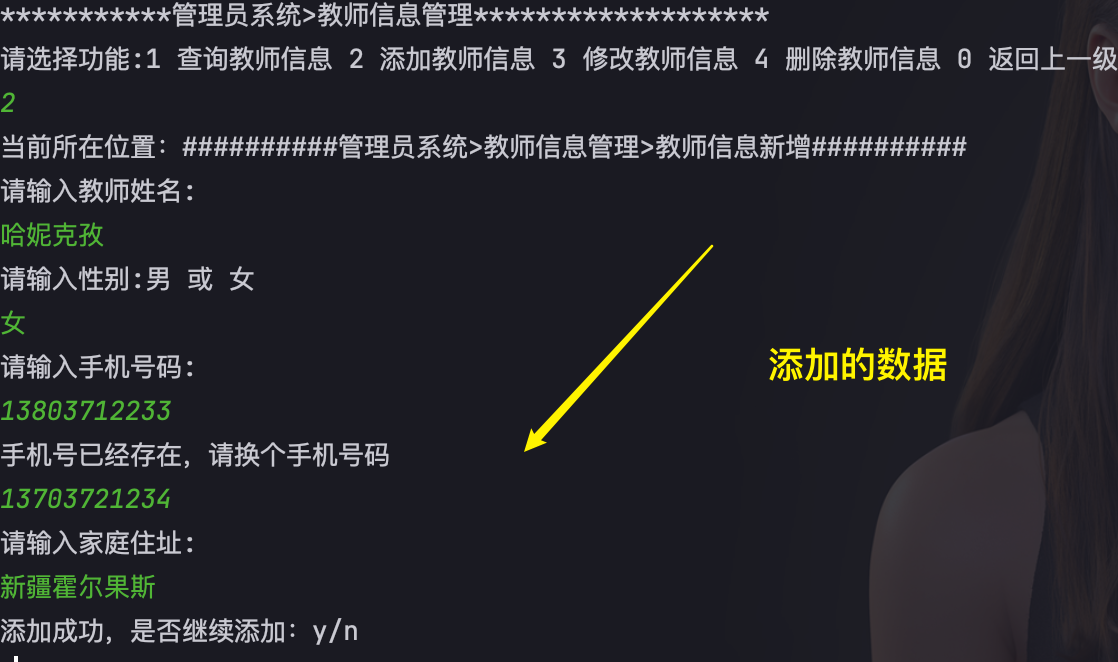 ***********管理员系统>教师信息管理*******************
请选择功能:1 查询教师信息 2 添加教师信息 3 修改教师信息 4 删除教师信息 0 返回上一级
2
当前所在位置: ##########管理员系统>教师信息管理>教师信息新增##########
请输入教师姓名:
哈妮克孜
请输入性别:男 或 女
女
请输入手机号码:
13803712233
添加的数据
手机号已经存在, 请换个手机号码
13703721234
请输入家庭住址:
新疆霍尔果斯
添加成功, 是否继续添加: y/n